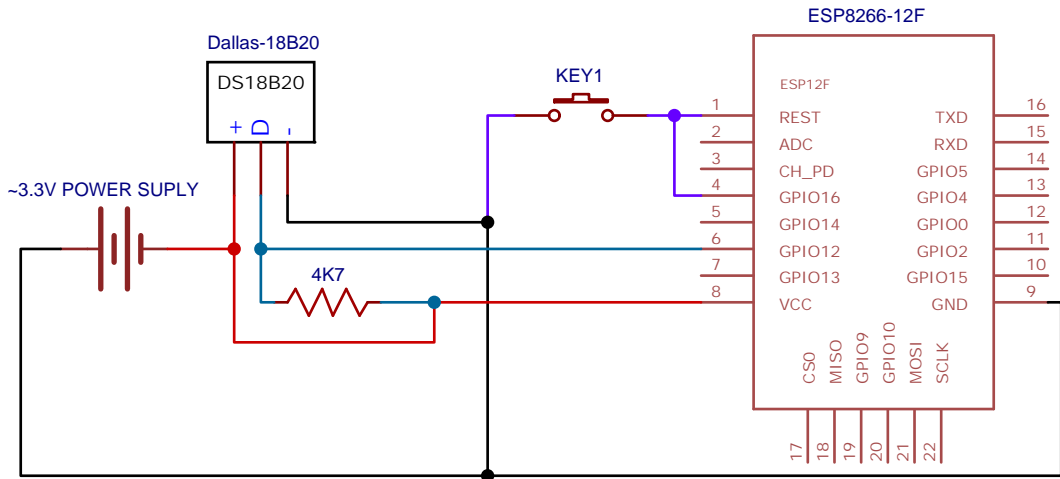 ESP8266-12F
Dallas-18B20
DS18B20
+ D -
KEY1
~3.3V POWER SUPLY
4K7
ESP12F
1 REST
2 ADC
3 CH_PD
4 GPIO16
5 GPIO14
6 GPIO12
7 GPIO13
8 VCC
TXD 16
RXD 15
GPIO5 14
GPIO4 13
GPIO0 12
GPIO2 11
GPIO15 10
GND 9
CS0 17
MISO 18
GPIO9 19
GPIO10 20
MOSI 21
SCLK 22